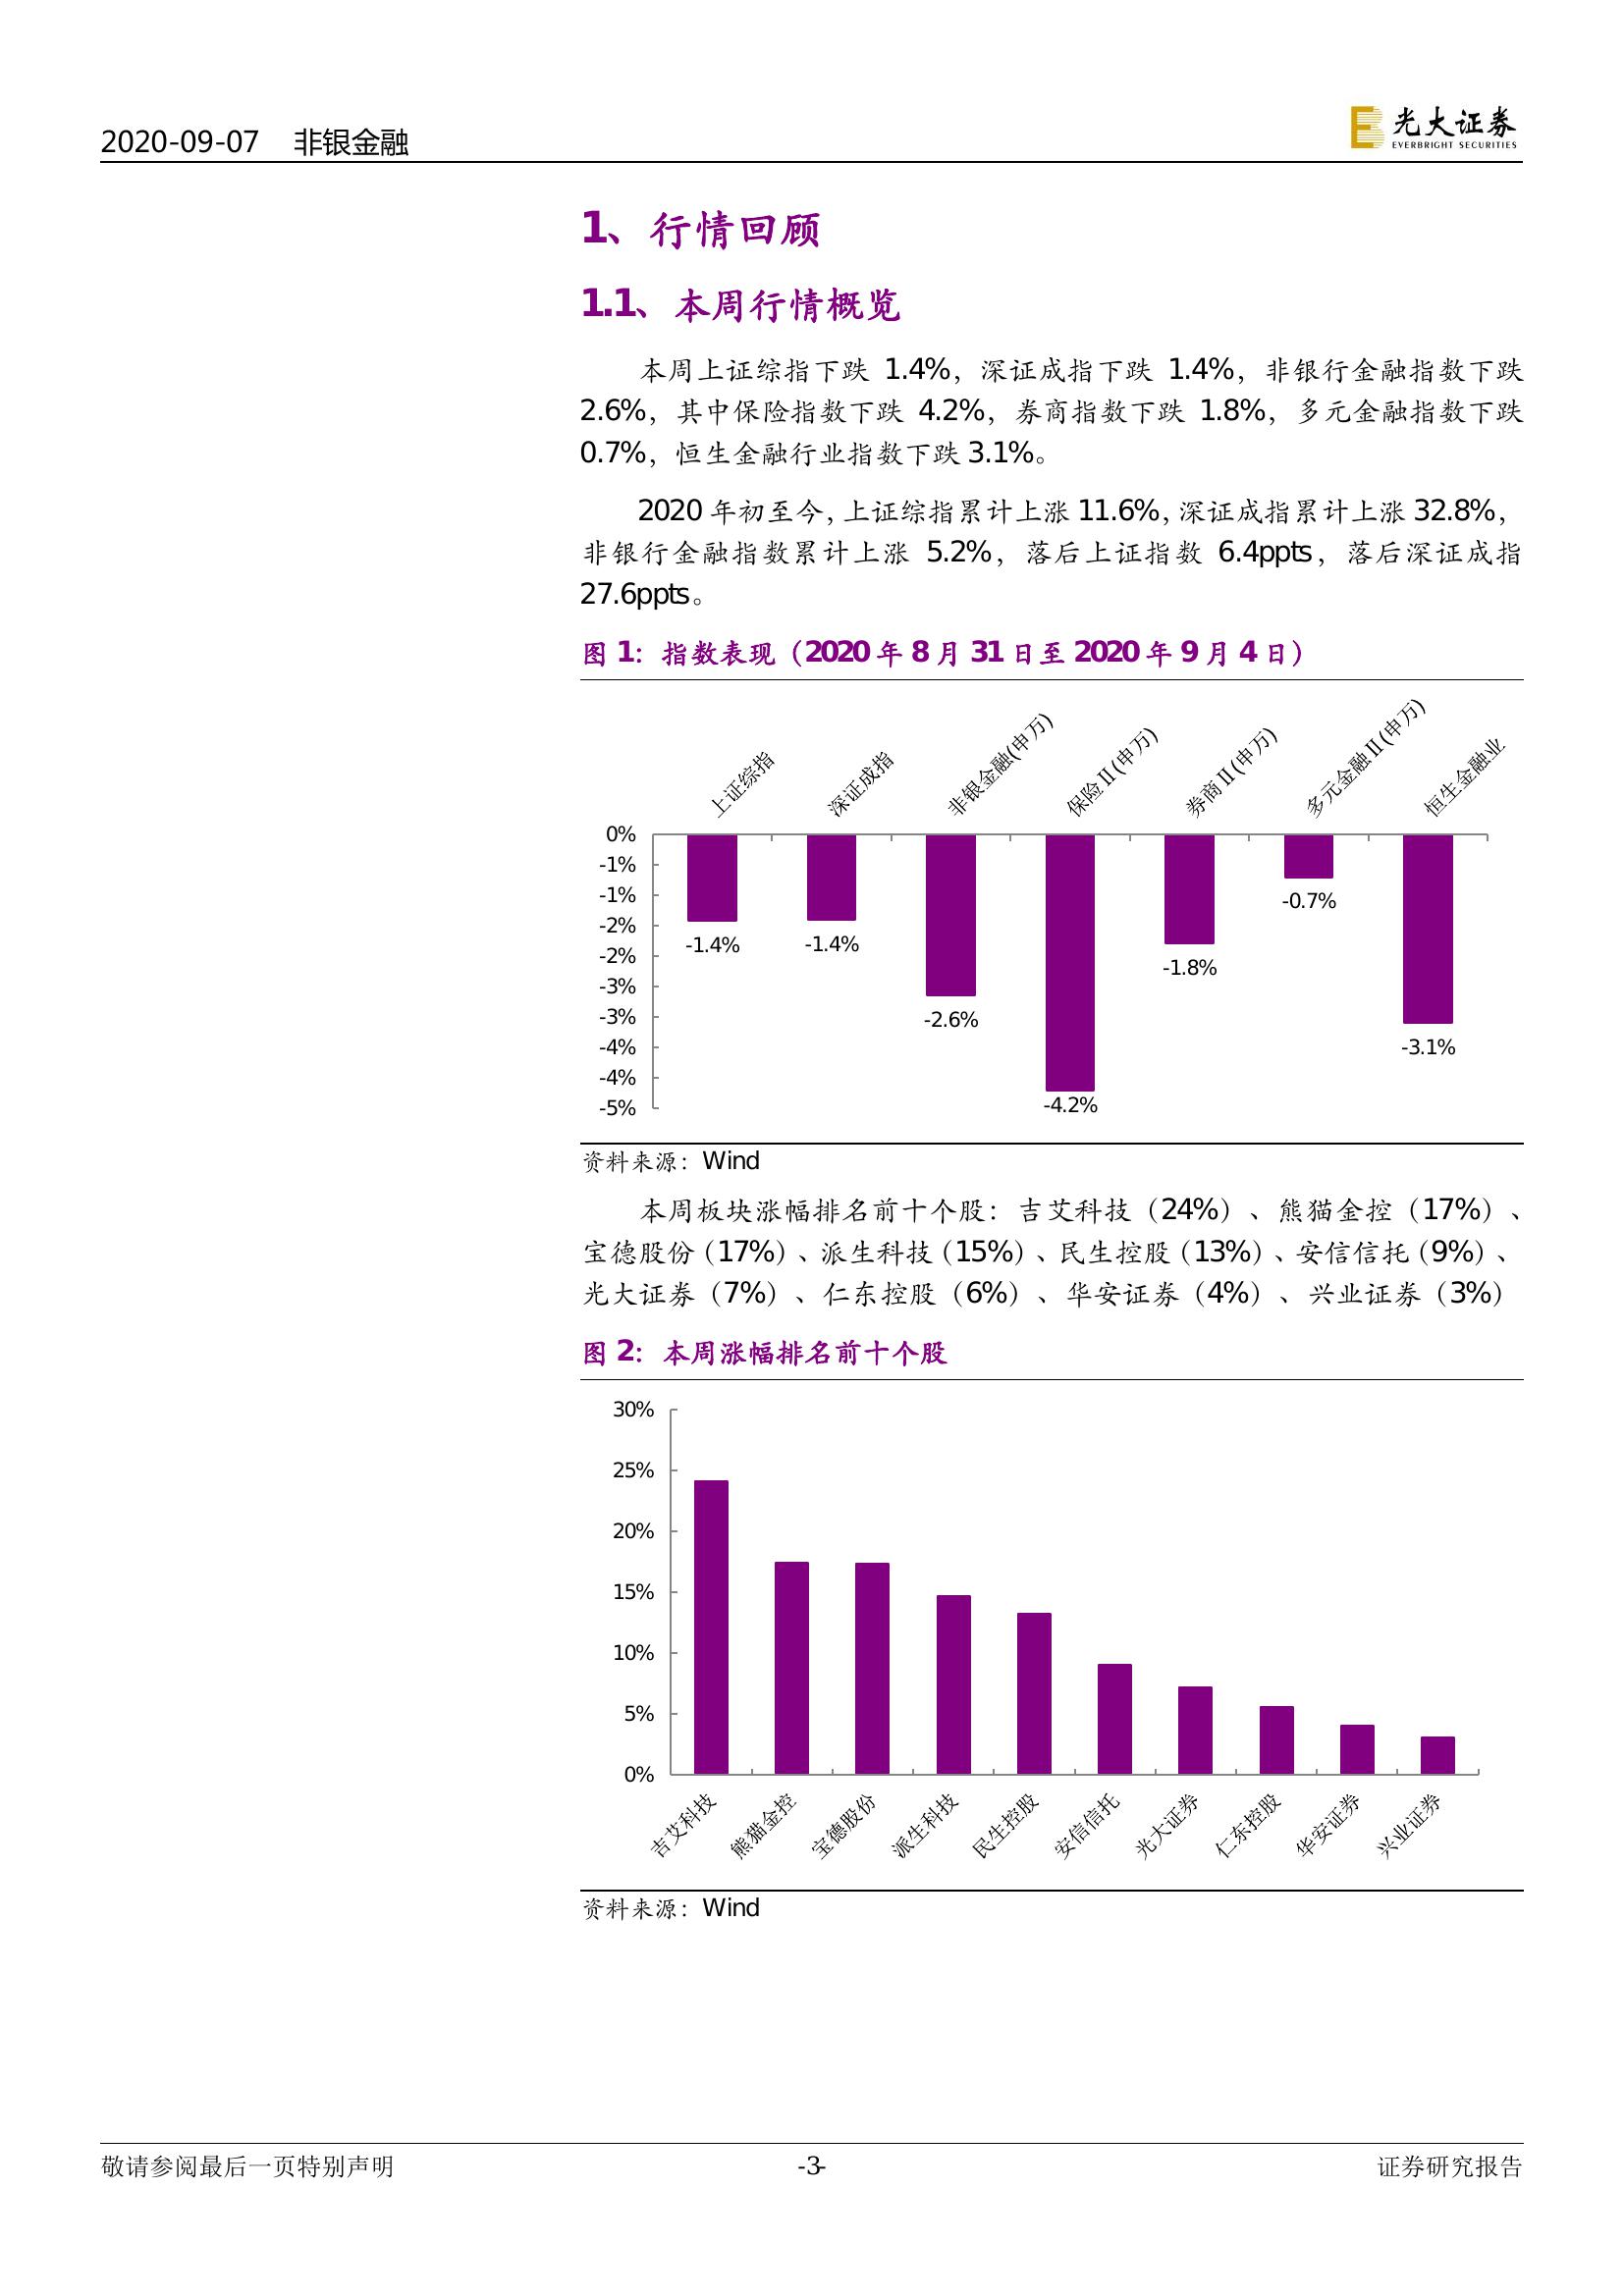 2020-09-07 非银金融
光大证券
EVERBRIGHT SECURITIES
1、行情回顾
1.1、本周行情概览
本周上证综指下跌 1.4%，深证成指下跌 1.4%，非银行金融指数下跌
2.6%，其中保险指数下跌 4.2%，券商指数下跌 1.8%，多元金融指数下跌
0.7%，恒生金融行业指数下跌 3.1%。
2020 年初至今，上证综指累计上涨 11.6%，深证成指累计上涨 32.8%，
非银行金融指数累计上涨 5.2%，落后上证指数 6.4ppts，落后深证成指
27.6ppts。
图 1：指数表现（2020 年 8 月 31 日至 2020 年 9 月 4 日）
上证综指
深证成指
非银金融(申万)
保险Ⅱ(申万)
券商Ⅱ(申万)
多元金融Ⅱ(申万)
恒生金融业
0%
-1%
-1%
-2%
-2%
-3%
-3%
-4%
-4%
-5%
-1.4%
-1.4%
-2.6%
-4.2%
-1.8%
-0.7%
-3.1%
资料来源：Wind
本周板块涨幅排名前十个股：吉艾科技（24%）、熊猫金控（17%）、
宝德股份（17%）、派生科技（15%）、民生控股（13%）、安信信托（9%）、
光大证券（7%）、仁东控股（6%）、华安证券（4%）、兴业证券（3%）
图 2：本周涨幅排名前十个股
30%
25%
20%
15%
10%
5%
0%
吉艾科技
熊猫金控
宝德股份
派生科技
民生控股
安信信托
光大证券
仁东控股
华安证券
兴业证券
资料来源：Wind
敬请参阅最后一页特别声明
-3-
证券研究报告